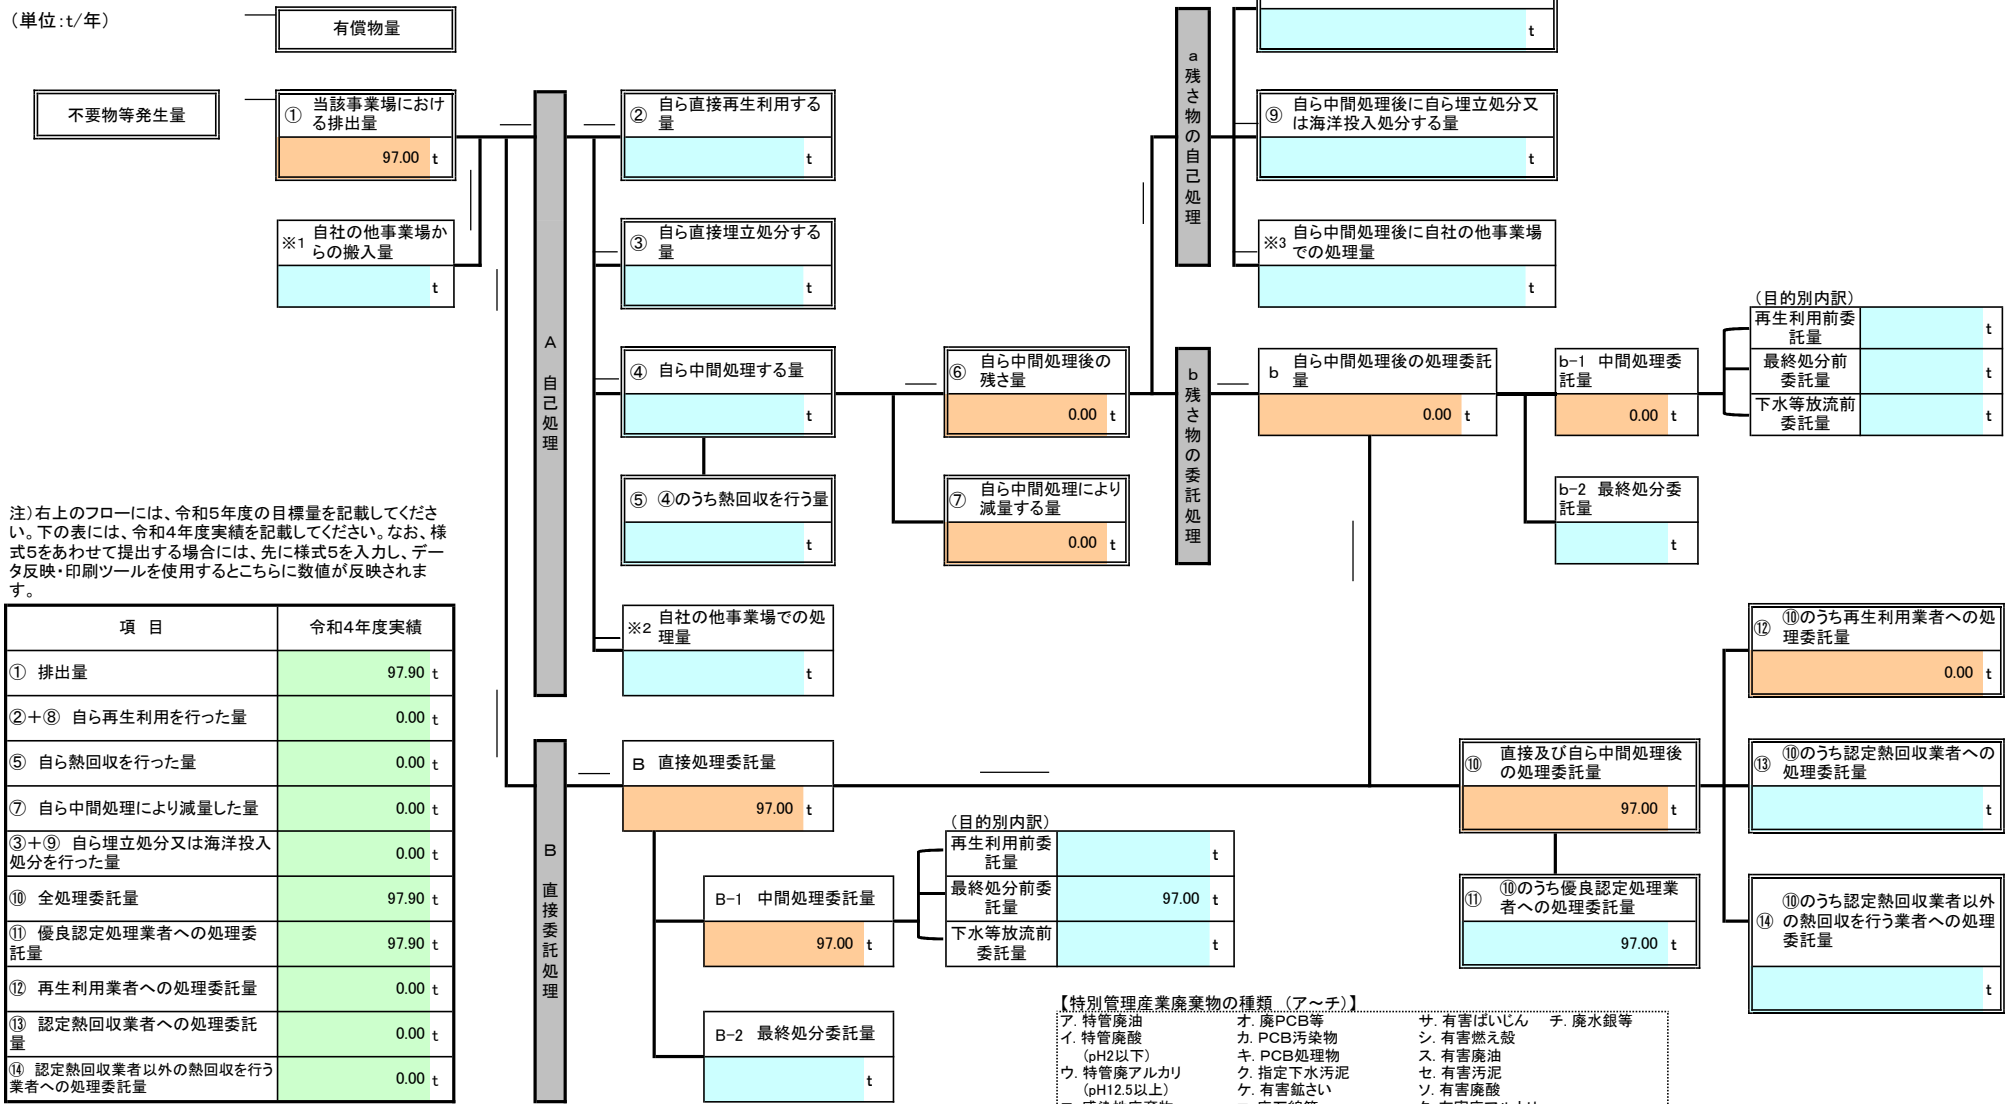 （単位：t/年）
有償物量
t
不要物等発生量
① 当該事業場におけ
る排出量
97.00 t
② 自ら直接再生利用する
量
t
⑨ 自ら中間処理後に自ら埋立処分又
は海洋投入処分する量
t
a 残さ物の自己処理
※1 自社の他事業場か
らの搬入量
t
③ 自ら直接埋立処分する
量
t
※3 自ら中間処理後に自社の他事業場
での処理量
t
A 自己処理
④ 自ら中間処理する量
t
⑥ 自ら中間処理後の
残さ量
0.00 t
b 残さ物の委託処理
b 自ら中間処理後の処理委託
量
0.00 t
b-1 中間処理委
託量
0.00 t
（目的別内訳）
再生利用前委
託量
t
最終処分前
委託量
t
下水等放流前
委託量
t
⑤ ④のうち熱回収を行う量
t
⑦ 自ら中間処理により
減量する量
0.00 t
b-2 最終処分委
託量
t
注）右上のフローには、令和5年度の目標量を記載してくださ
い。下の表には、令和4年度実績を記載してください。なお、様
式5をあわせて提出する場合には、先に様式5を入力し、デー
タ反映・印刷ツールを使用するとこちらに数値が反映されま
す。
※2 自社の他事業場での処
理量
t
項 目 令和4年度実績
① 排出量 97.90 t
②＋⑧ 自ら再生利用を行った量 0.00 t
⑤ 自ら熱回収を行った量 0.00 t
⑦ 自ら中間処理により減量した量 0.00 t
③＋⑨ 自ら埋立処分又は海洋投入
処分を行った量 0.00 t
⑩ 全処理委託量 97.90 t
⑪ 優良認定処理業者への処理委
託量 97.90 t
⑫ 再生利用業者への処理委託量 0.00 t
⑬ 認定熱回収業者への処理委託
量 0.00 t
⑭ 認定熱回収業者以外の熱回収を行う
業者への処理委託量 0.00 t
B 直接委託処理
B 直接処理委託量
97.00 t
B-1 中間処理委託量
97.00 t
（目的別内訳）
再生利用前委
託量
t
最終処分前委
託量
97.00 t
下水等放流前
委託量
t
B-2 最終処分委託量
t
⑩ 直接及び自ら中間処理後
の処理委託量
97.00 t
⑪ ⑩のうち優良認定処理業
者への処理委託量
97.00 t
⑫ ⑩のうち再生利用業者への処
理委託量
0.00 t
⑬ ⑩のうち認定熱回収業者への
処理委託量
t
⑭ ⑩のうち認定熱回収業者以外
の熱回収を行う業者への処理
委託量
t
【特別管理産業廃棄物の種類 （ア～チ）】
ア. 特管廃油 オ. 廃PCB等 サ. 有害ばいじん チ. 廃水銀等
イ. 特管廃酸 カ. PCB汚染物 シ. 有害燃え殻
（pH2以下） キ. PCB処理物 ス. 有害廃油
ウ. 特管廃アルカリ ク. 指定下水汚泥 セ. 有害汚泥
（pH12.5以上） ケ. 有害鉱さい ソ. 有害廃酸